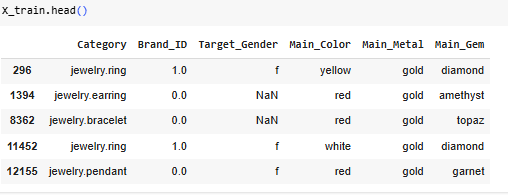 X_train.head()
Category Brand_ID Target_Gender Main_Color Main_Metal Main_Gem
296 jewelry.ring 1.0 f yellow gold diamond
1394 jewelry.earring 0.0 NaN red gold amethyst
8362 jewelry.bracelet 0.0 NaN red gold topaz
11452 jewelry.ring 1.0 f white gold diamond
12155 jewelry.pendant 0.0 f red gold garnet